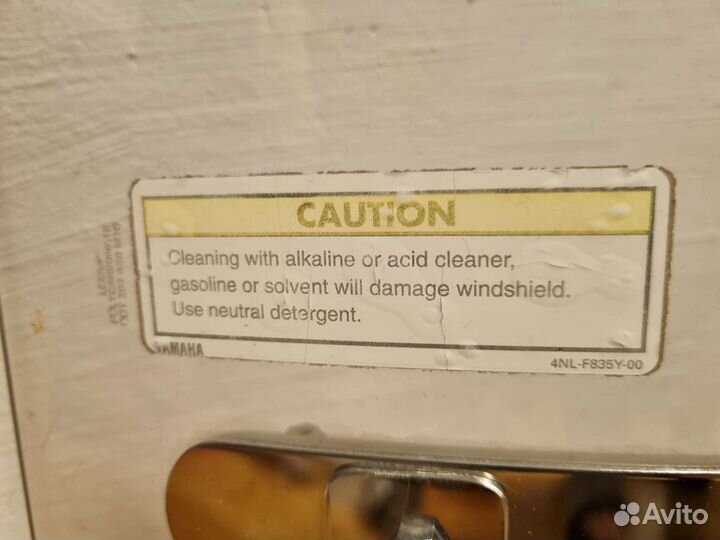 CAUTION
Cleaning with alkaline or acid cleaner,
gasoline or solvent will damage windshield.
Use neutral detergent.
YAMAHA
4NL-F835Y-00
Avito